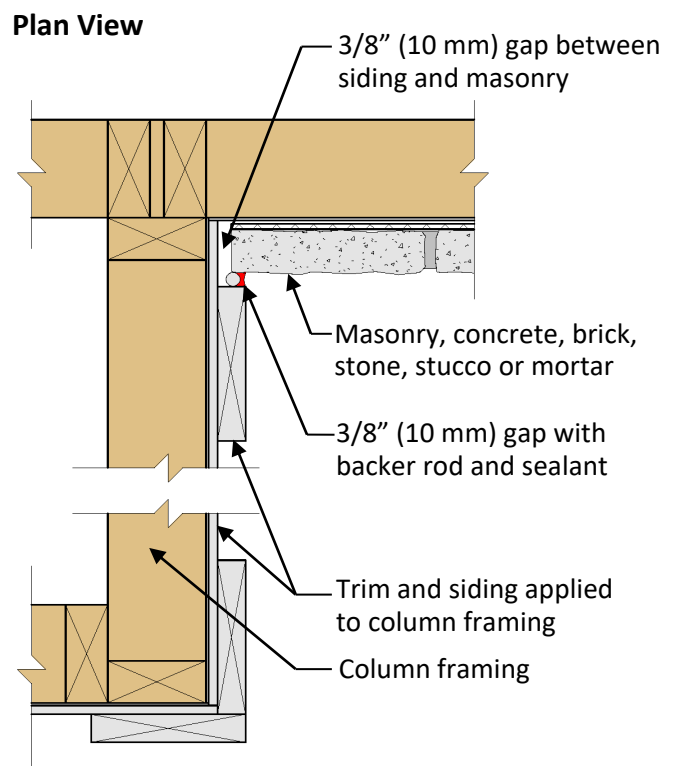 Plan View
3/8” (10 mm) gap between
siding and masonry
Masonry, concrete, brick,
stone, stucco or mortar
3/8” (10 mm) gap with
backer rod and sealant
Trim and siding applied
to column framing
Column framing